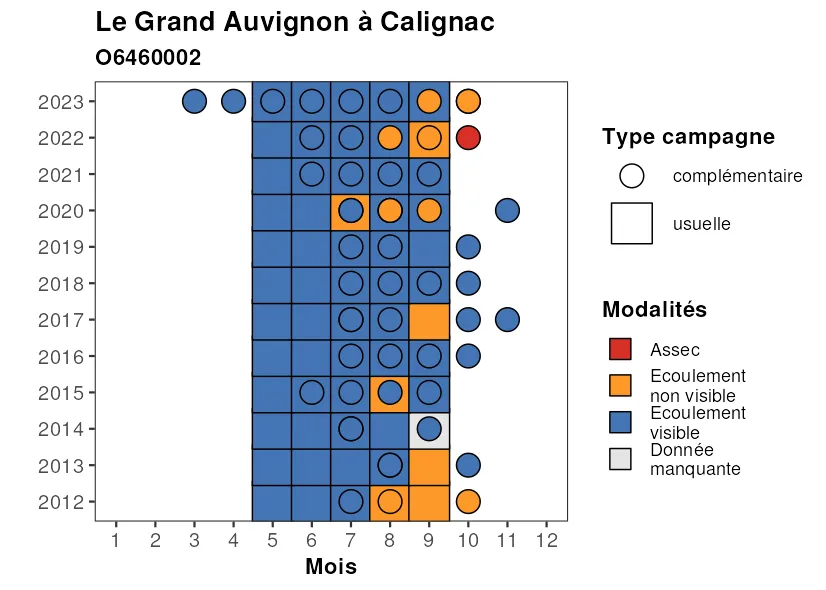 Le Grand Auvignon à Calignac
O6460002
2023
2022
2021
2020
2019
2018
2017
2016
2015
2014
2013
2012
1 2 3 4 5 6 7 8 9 10 11 12
Mois
Type campagne
complémentaire
usuelle
Modalités
Assec
Ecoulement
non visible
Ecoulement
visible
Donnée
manquante